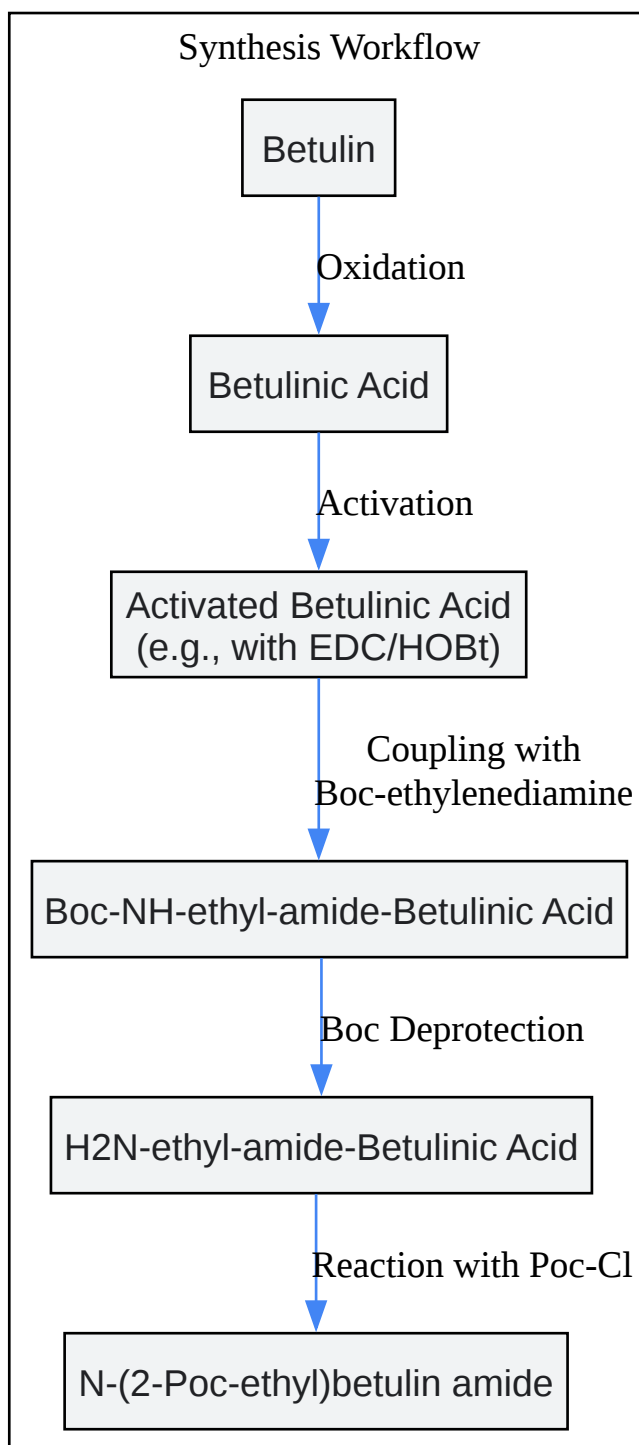 Synthesis Workflow
Betulin
Oxidation
Betulinic Acid
Activation
Activated Betulinic Acid
(e.g., with EDC/HOBt)
Coupling with
Boc-ethylenediamine
Boc-NH-ethyl-amide-Betulinic Acid
Boc Deprotection
H2N-ethyl-amide-Betulinic Acid
Reaction with Poc-Cl
N-(2-Poc-ethyl)betulin amide